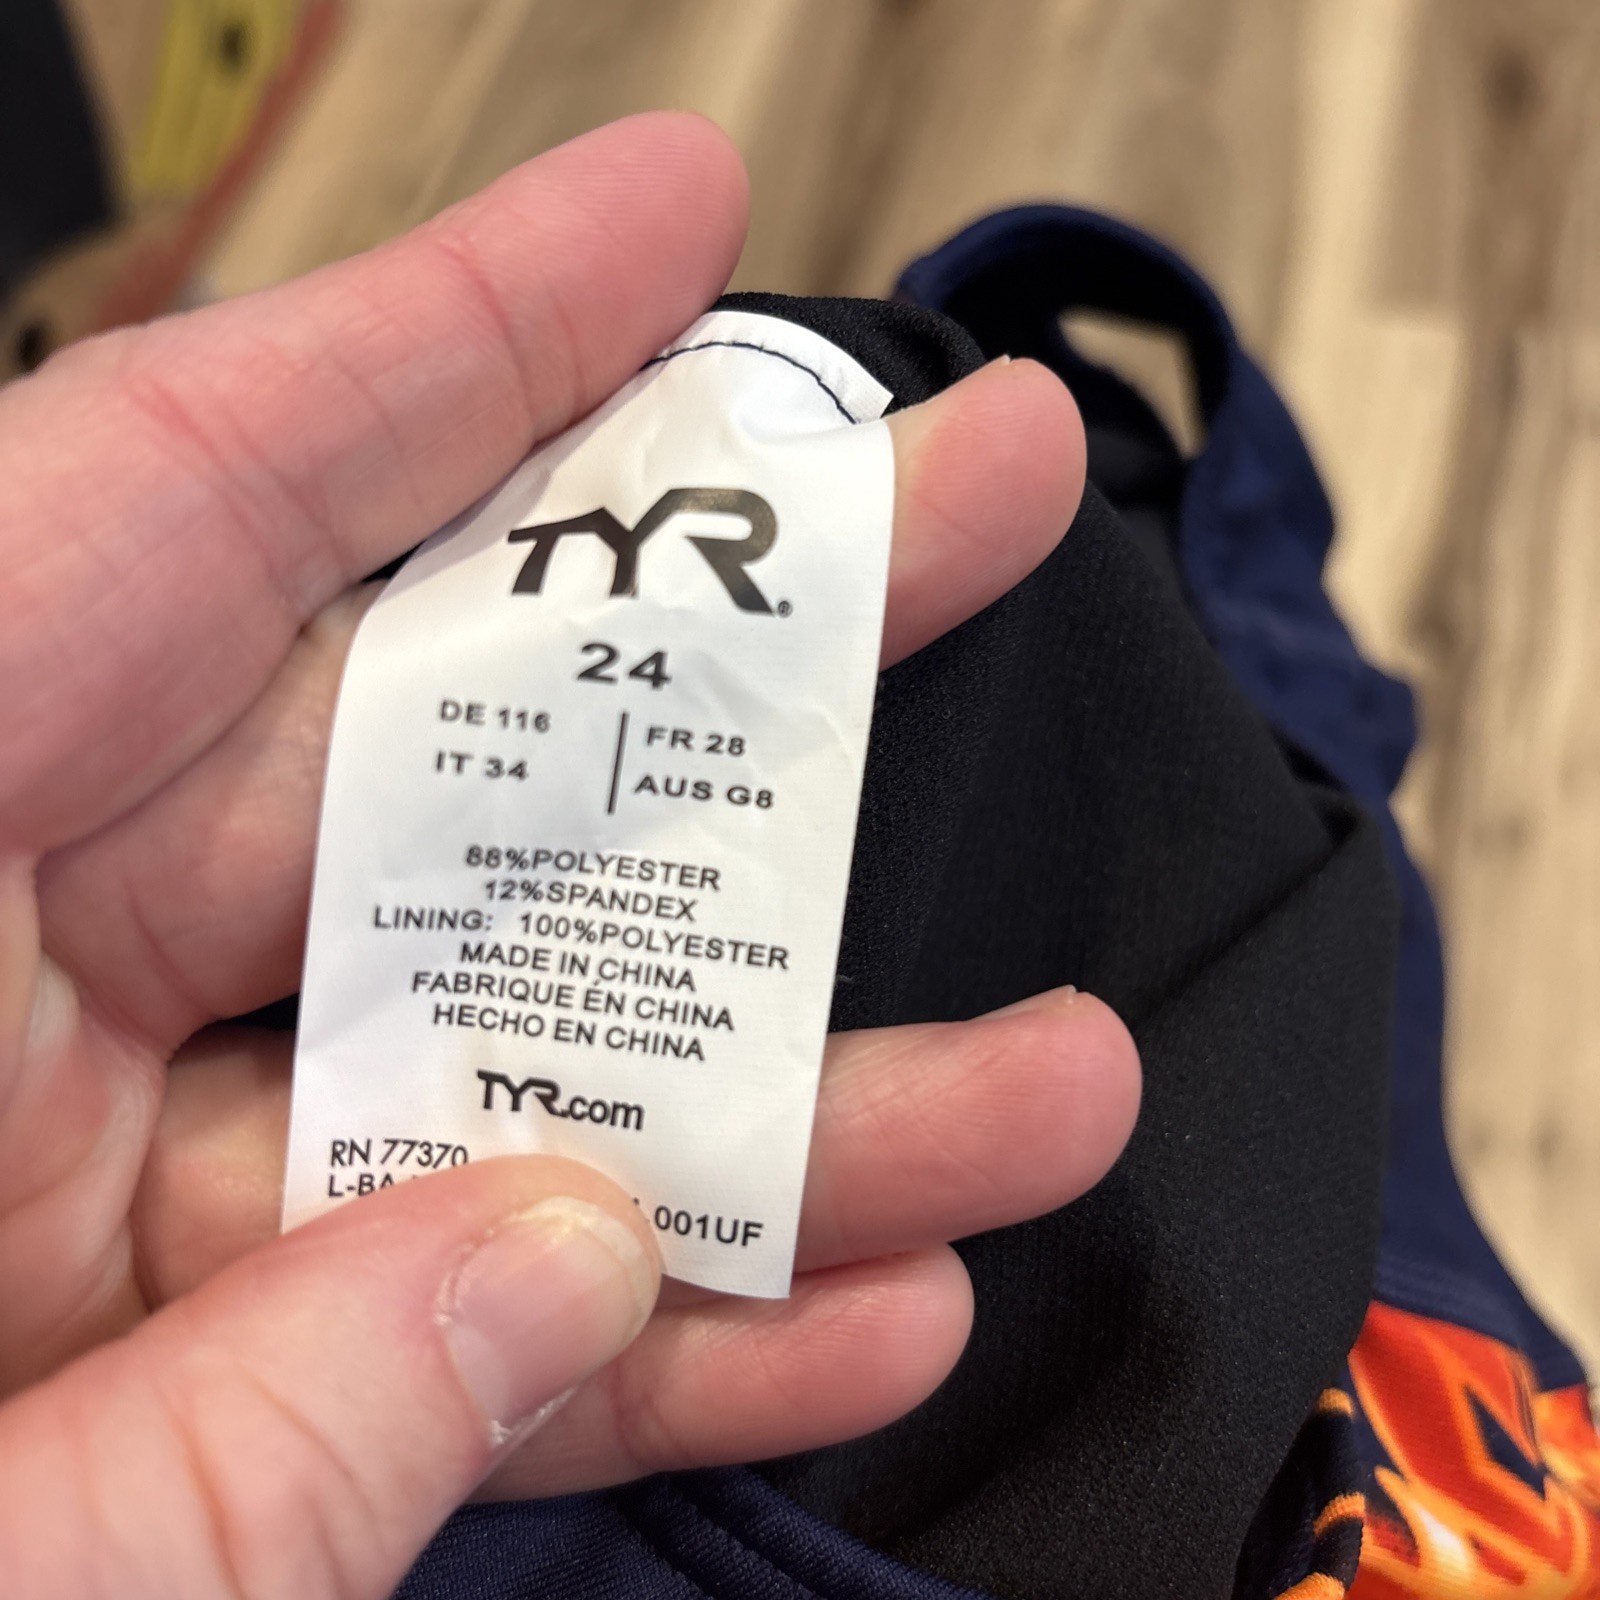 TYR®
24
DE 116
IT 34
FR 28
AUS G8
88%POLYESTER
12%SPANDEX
LINING: 100%POLYESTER
MADE IN CHINA
FABRIQUE ÉN CHINA
HECHO EN CHINA
TYR.com
RN 77370
L-BA
001UF